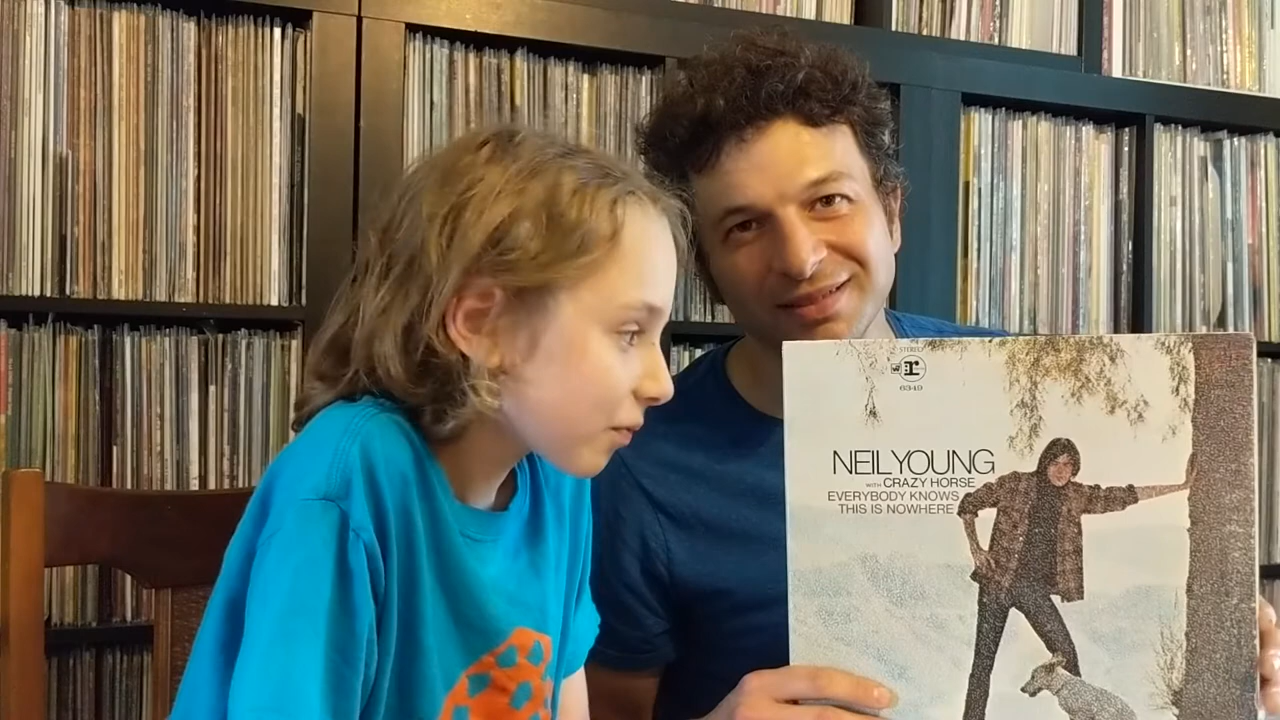 STEREO
r
6349
NEIL YOUNG
WITH CRAZY HORSE
EVERYBODY KNOWS
THIS IS NOWHERE